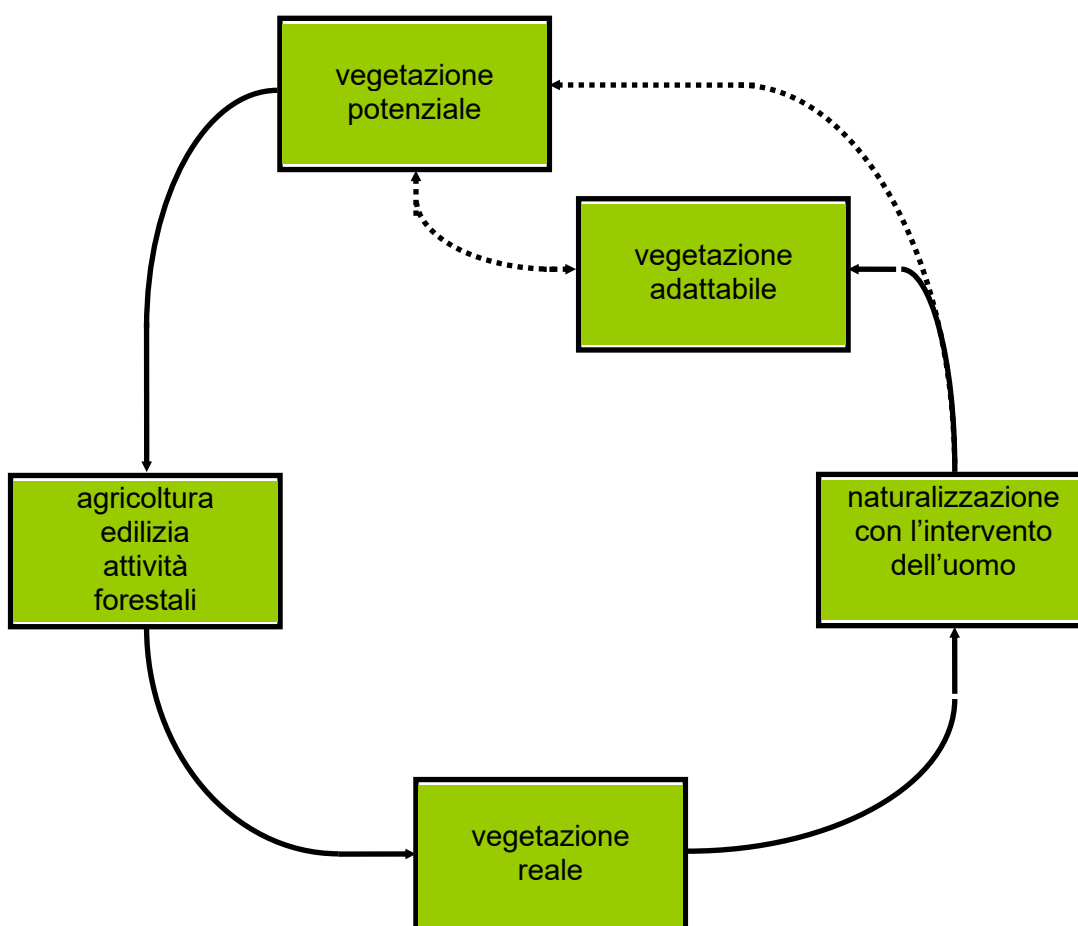 vegetazione
potenziale
vegetazione
adattabile
agricoltura
edilizia
attività
forestali
naturalizzazione
con l’intervento
dell’uomo
vegetazione
reale